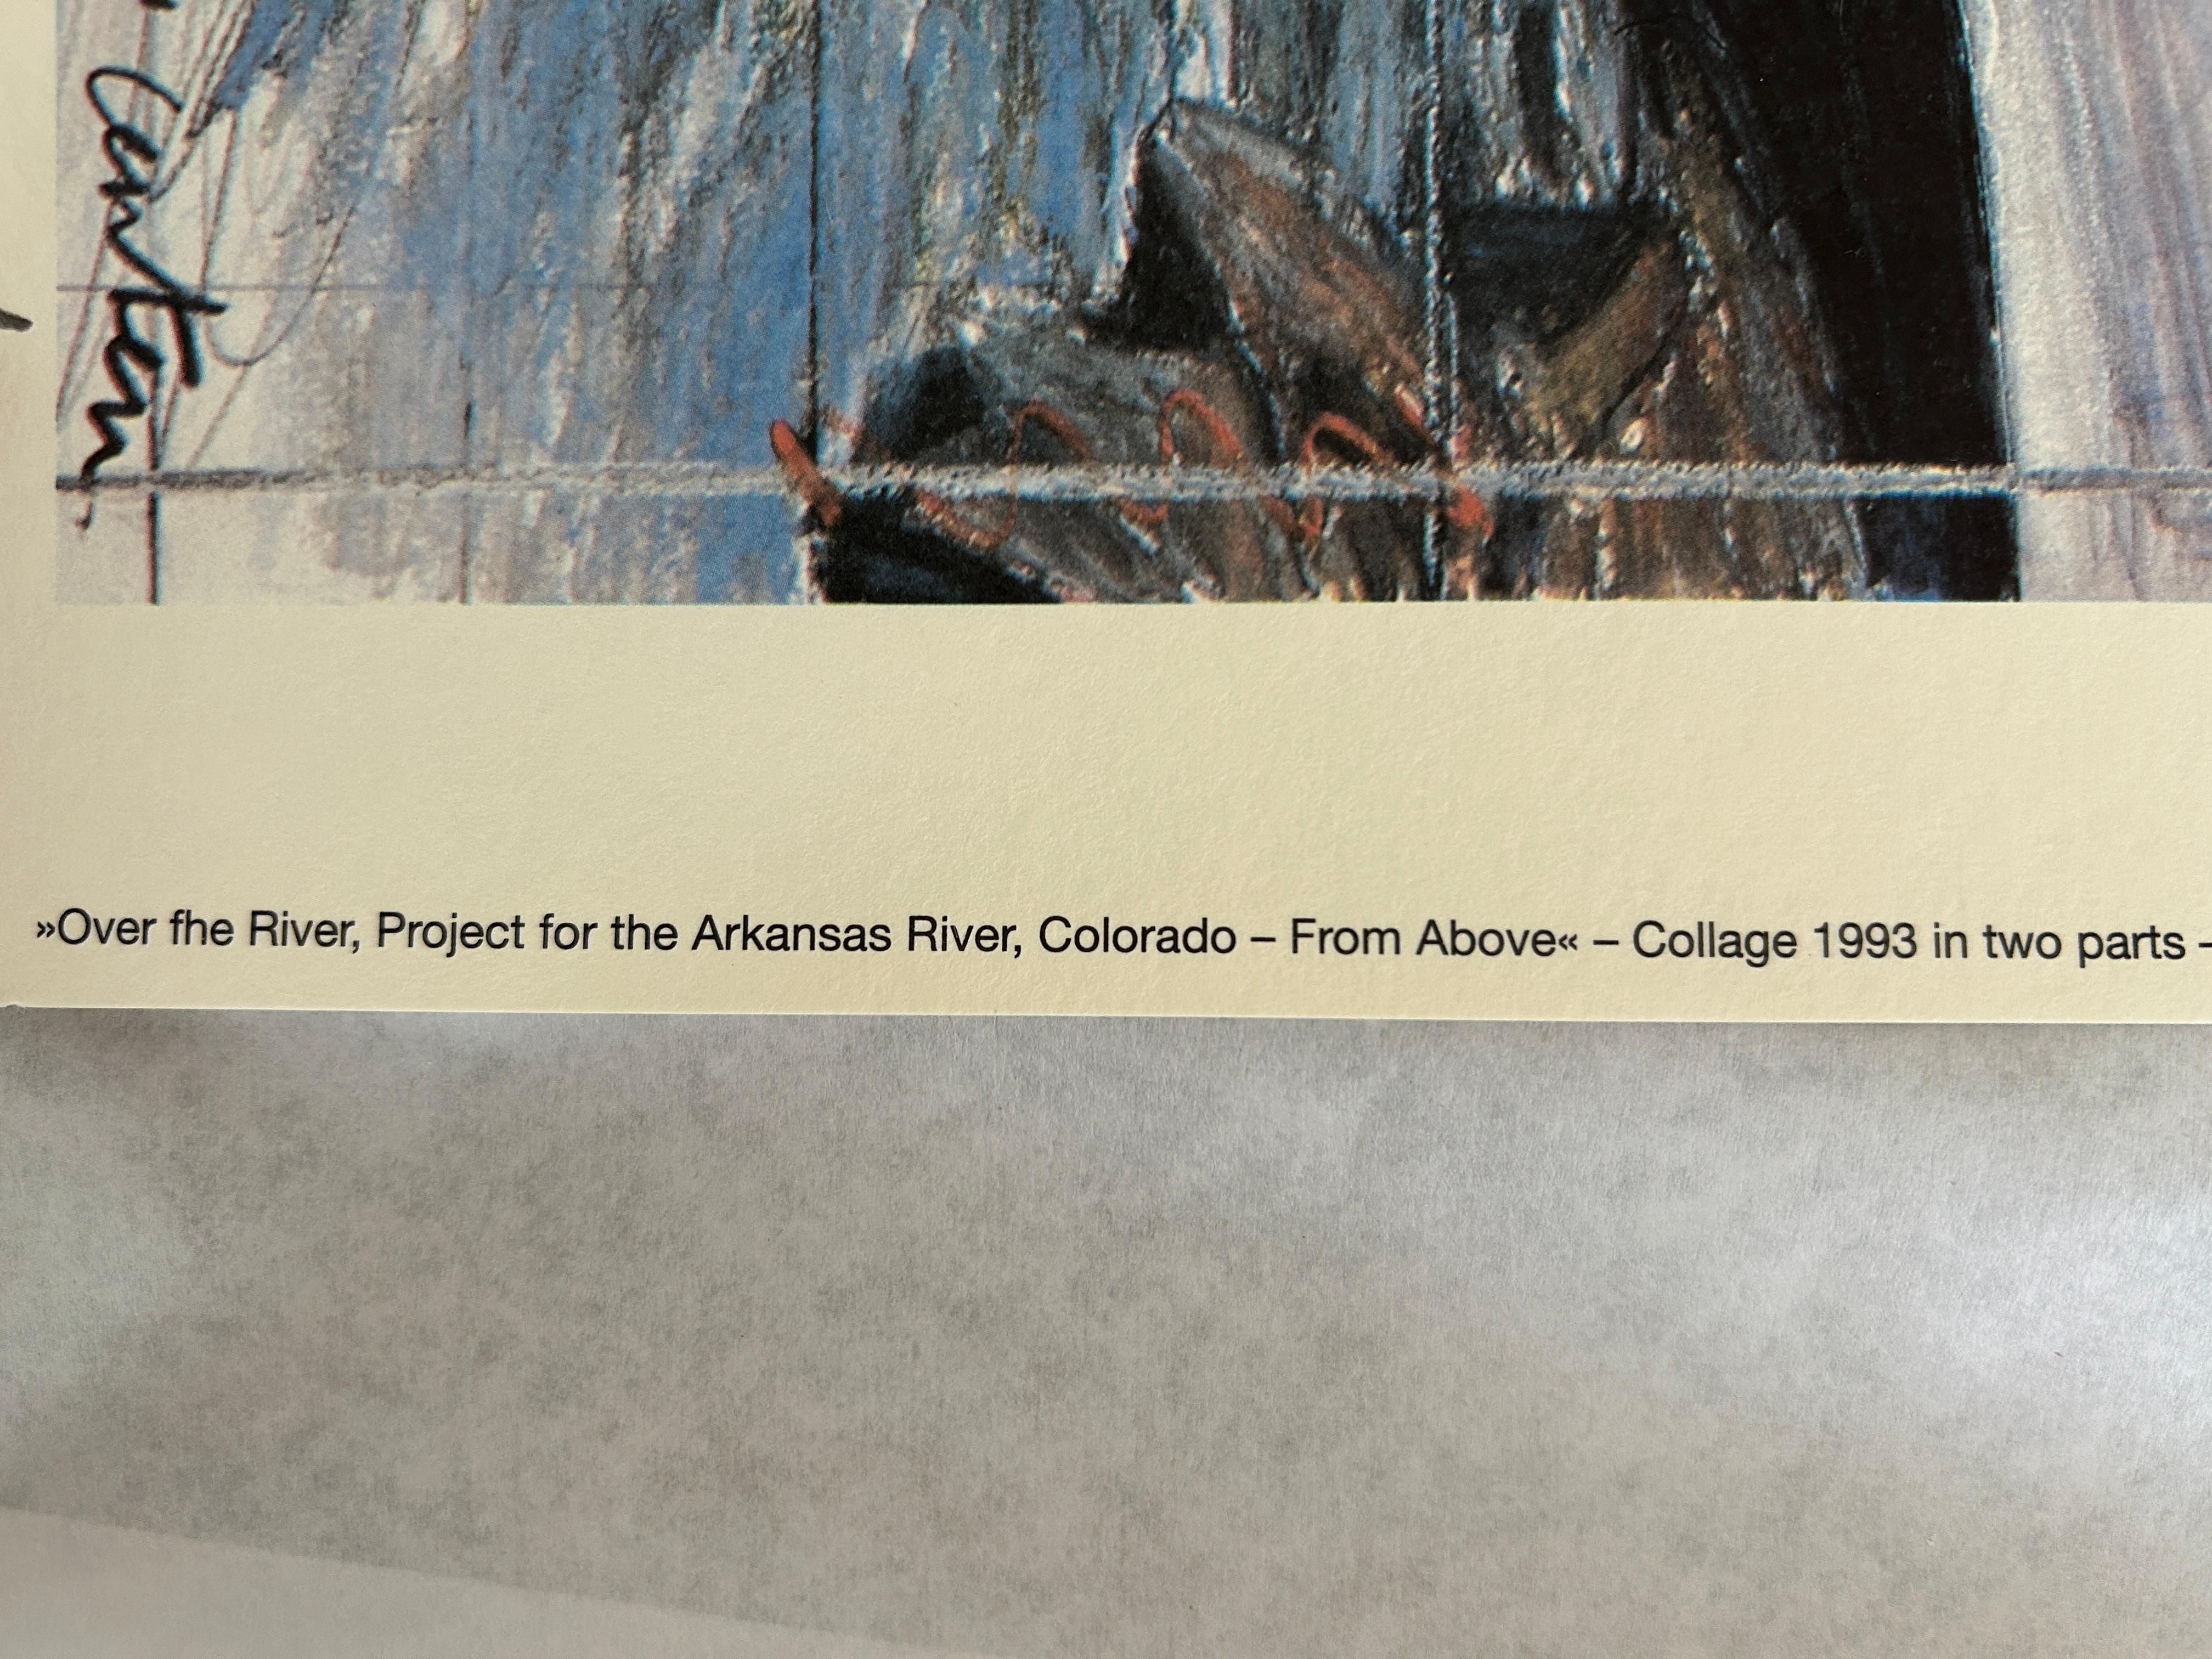 »Over fhe River, Project for the Arkansas River, Colorado – From Above« – Collage 1993 in two parts -